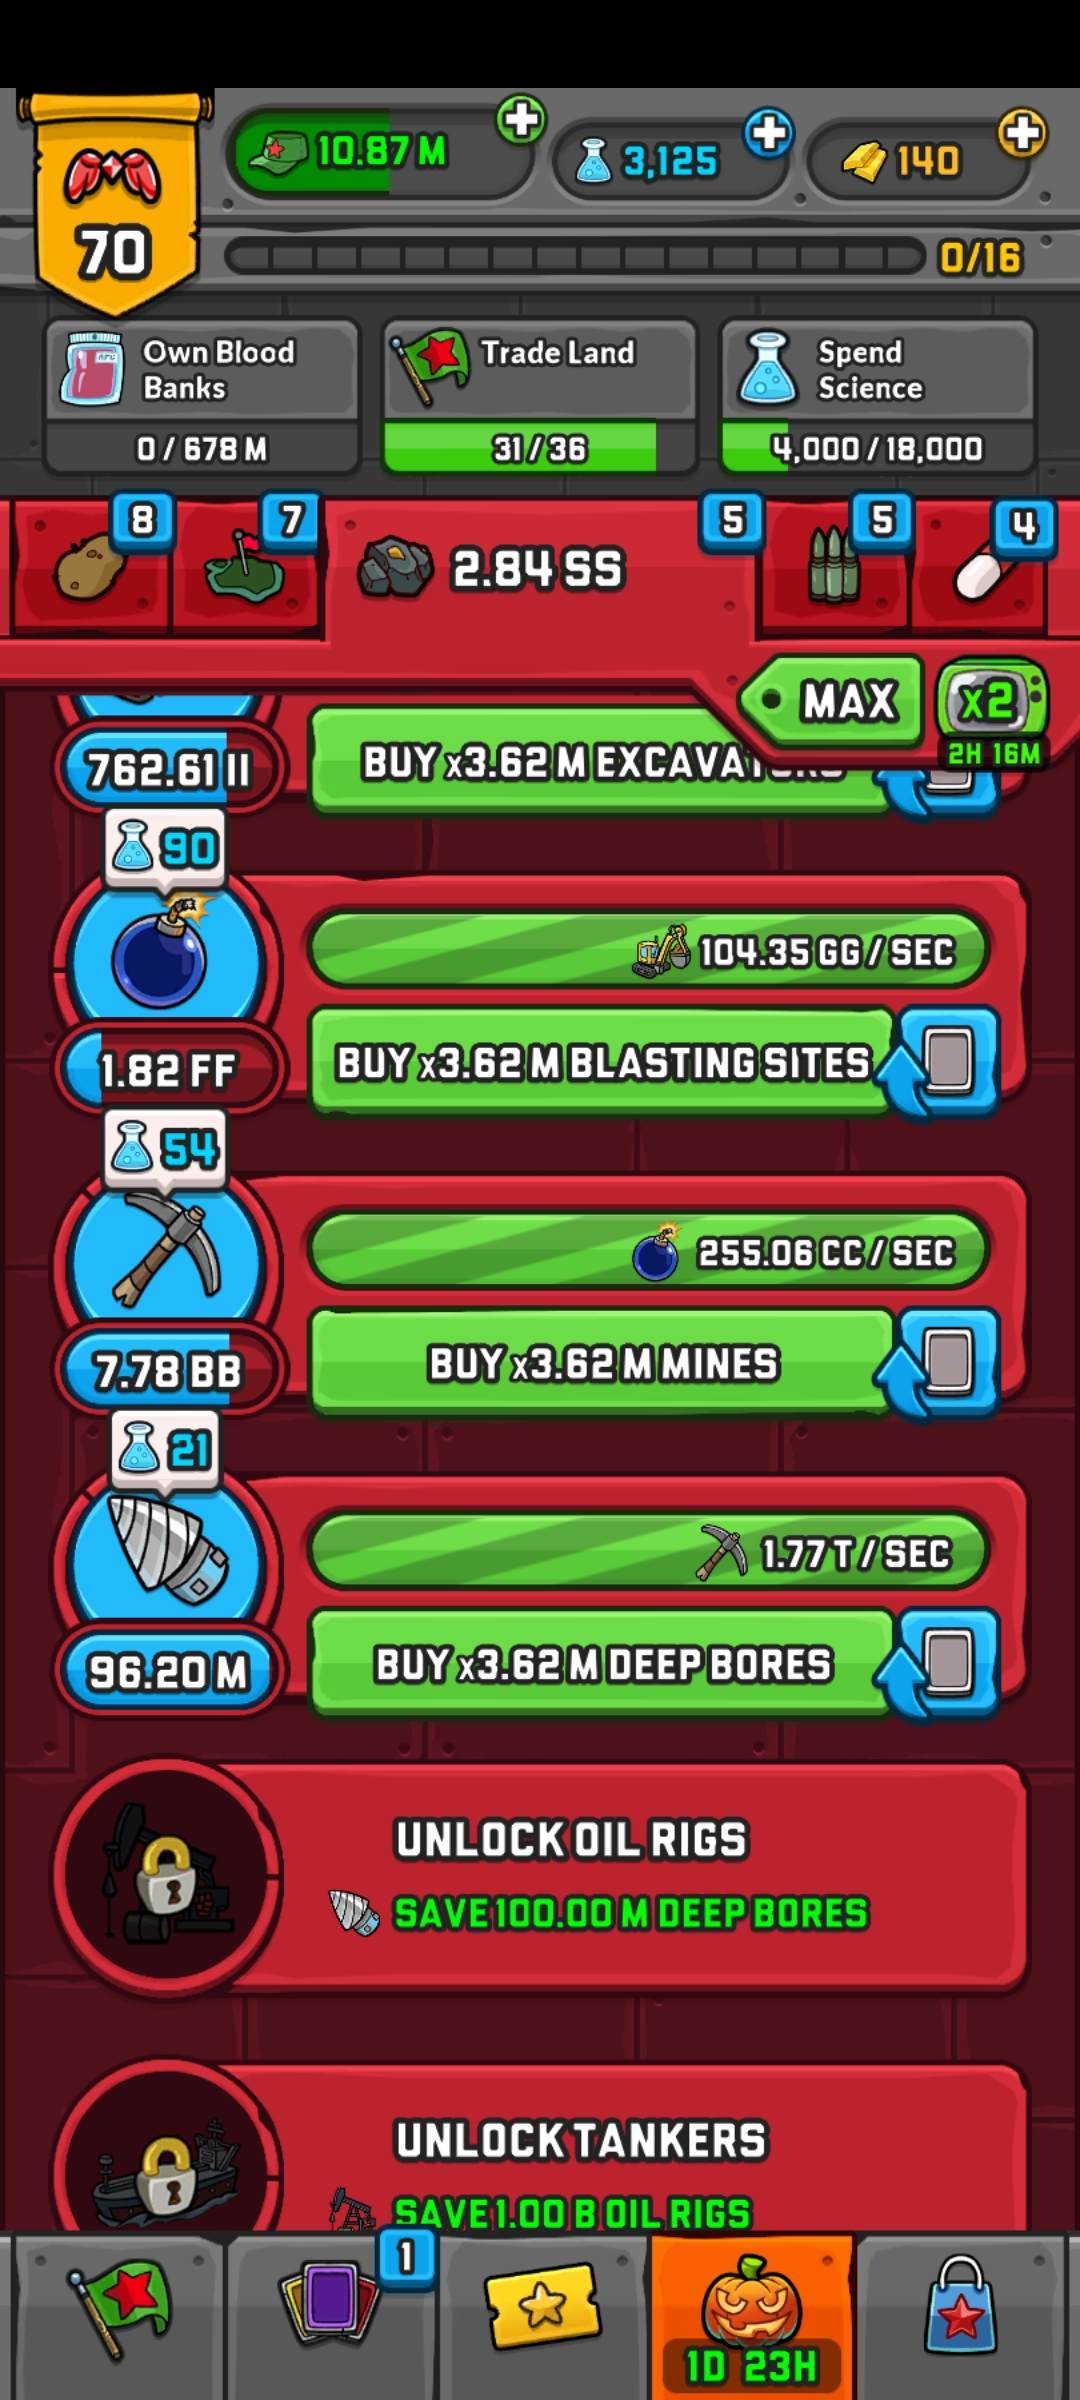 70
10.87 M
3,125
140
0/16
Own Blood
Banks
0 / 678 M
Trade Land
31 / 36
Spend
Science
4,000 / 18,000
8
7
2.84 SS
5
5
4
MAX
x2
2H 16M
762.61 II
BUY x3.62 M EXCAVATORS
90
104.35 GG / SEC
1.82 FF
BUY x3.62 M BLASTING SITES
54
255.06 CC / SEC
7.78 BB
BUY x3.62 M MINES
21
1.77 T / SEC
96.20 M
BUY x3.62 M DEEP BORES
UNLOCK OIL RIGS
SAVE 100.00 M DEEP BORES
UNLOCK TANKERS
SAVE 1.00 B OIL RIGS
1
1D 23H